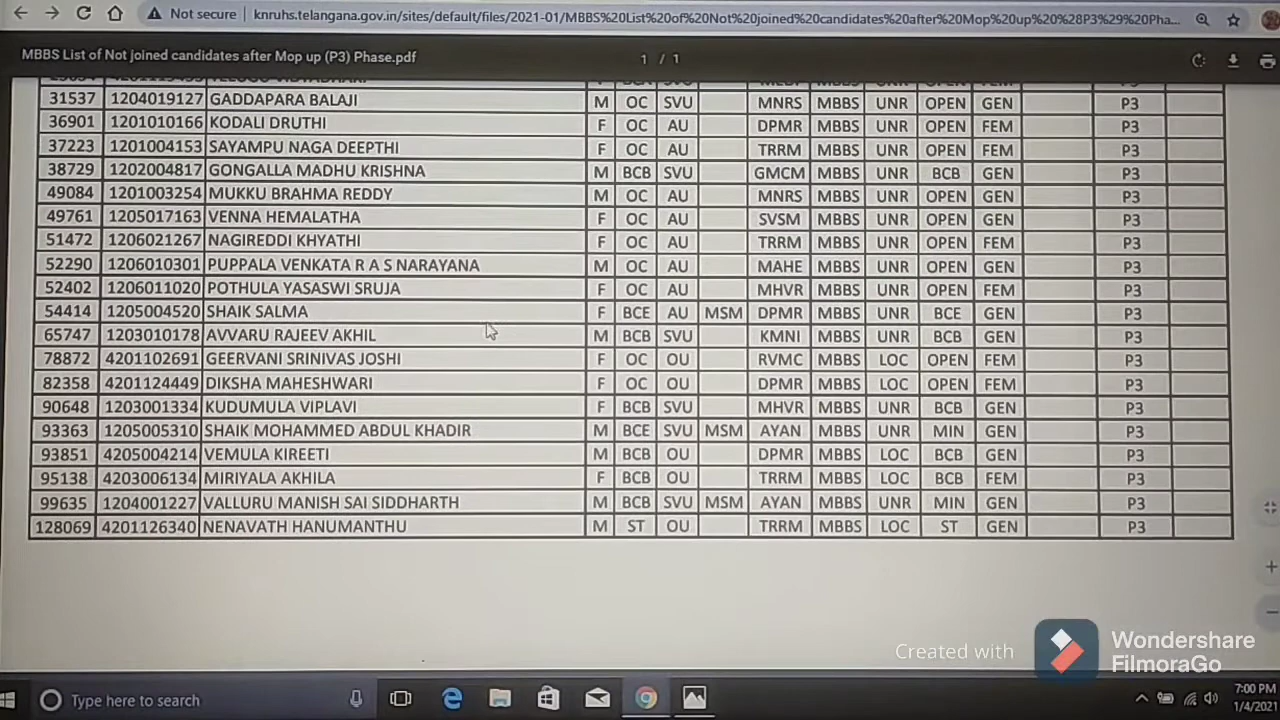 Not secure | knruhs.telangana.gov.in/sites/default/files/2021-01/MBBS%20List%20of%20Not%20joined%20candidates%20after%20Mop%20up%20%28P3%29%20Pha...
MBBS List of Not joined candidates after Mop up (P3) Phase.pdf 1 / 1
31537 1204019127 GADDAPARA BALAJI M OC SVU MNRS MBBS UNR OPEN GEN P3
36901 1201010166 KODALI DRUTHI F OC AU DPMR MBBS UNR OPEN FEM P3
37223 1201004153 SAYAMPU NAGA DEEPTHI F OC AU TRRM MBBS UNR OPEN FEM P3
38729 1202004817 GONGALLA MADHU KRISHNA M BCB SVU GMCM MBBS UNR BCB GEN P3
49084 1201003254 MUKKU BRAHMA REDDY M OC AU MNRS MBBS UNR OPEN GEN P3
49761 1205017163 VENNA HEMALATHA F OC AU SVSM MBBS UNR OPEN GEN P3
51472 1206021267 NAGIREDDI KHYATHI F OC AU TRRM MBBS UNR OPEN FEM P3
52290 1206010301 PUPPALA VENKATA R A S NARAYANA M OC AU MAHE MBBS UNR OPEN GEN P3
52402 1206011020 POTHULA YASASWI SRUJA F OC AU MHVR MBBS UNR OPEN GEN P3
54414 1205004520 SHAIK SALMA F BCE AU MSM DPMR MBBS UNR BCE GEN P3
65747 1203010178 AVVARU RAJEEV AKHIL M BCB SVU KMNI MBBS UNR BCB GEN P3
78872 4201102691 GEERVANI SRINIVAS JOSHI F OC OU RVMC MBBS LOC OPEN FEM P3
82358 4201124449 DIKSHA MAHESHWARI F OC OU DPMR MBBS LOC OPEN FEM P3
90648 1203001334 KUDUMULA VIPLAVI F BCB SVU MHVR MBBS UNR BCB GEN P3
93363 1205005310 SHAIK MOHAMMED ABDUL KHADIR M BCE SVU MSM AYAN MBBS UNR MIN GEN P3
93851 4205004214 VEMULA KIREETI M BCB OU DPMR MBBS LOC BCB GEN P3
95138 4203006134 MIRIYALA AKHILA F BCB OU TRRM MBBS LOC BCB FEM P3
99635 1204001227 VALLURU MANISH SAI SIDDHARTH M BCB SVU MSM AYAN MBBS UNR MIN GEN P3
128069 4201126340 NENAVATH HANUMANTHU M ST OU TRRM MBBS LOC ST GEN P3
Created with Wondershare FilmoraGo
Type here to search 7:00 PM
1/4/2021